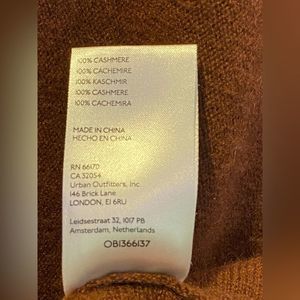 100% CASHMERE
100% CACHEMIRE
100% KASCHMIR
100% CASHMERE
100% CACHEMIRA
MADE IN CHINA
HECHO EN CHINA
RN 66170
CA 32054
Urban Outfitters, Inc
146 Brick Lane
LONDON, E1 6RU
Leidsestraat 32, 1017 PB
Amsterdam, Netherlands
OB1366137